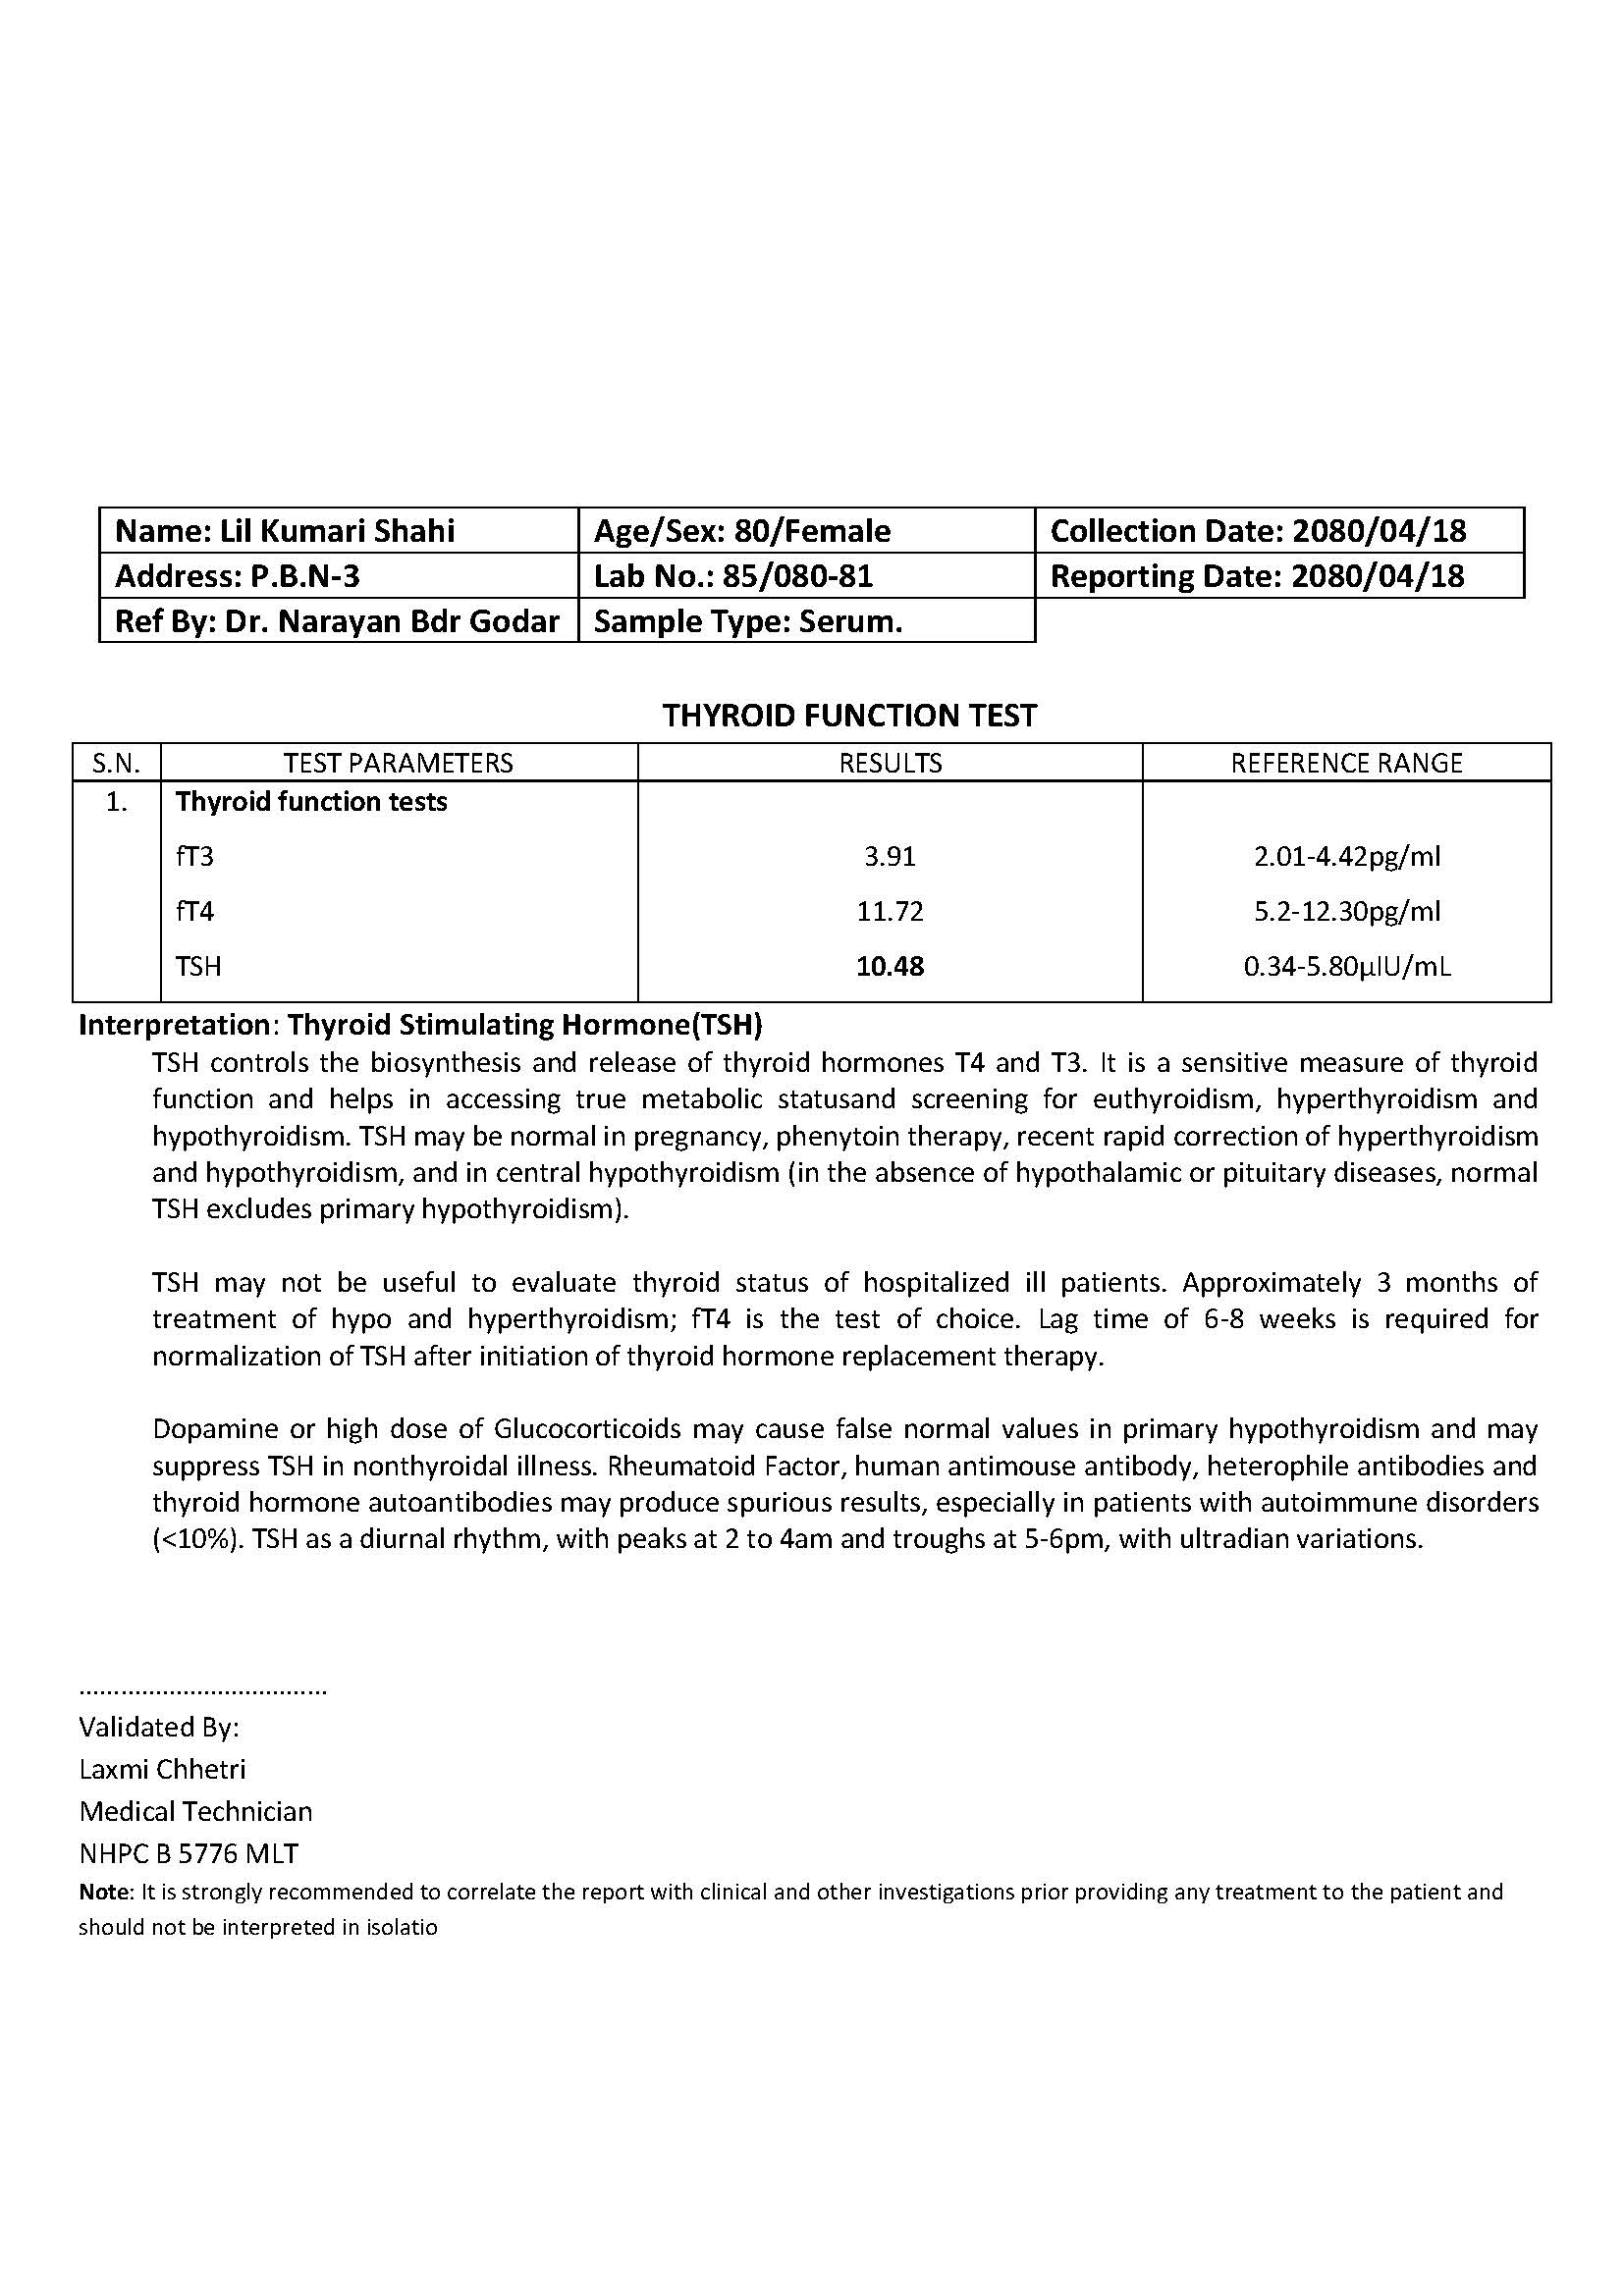 Name: Lil Kumari Shahi Age/Sex: 80/Female Collection Date: 2080/04/18
Address: P.B.N-3 Lab No.: 85/080-81 Reporting Date: 2080/04/18
Ref By: Dr. Narayan Bdr Godar Sample Type: Serum.
THYROID FUNCTION TEST
S.N. TEST PARAMETERS RESULTS REFERENCE RANGE
1. Thyroid function tests
fT3 3.91 2.01-4.42pg/ml
fT4 11.72 5.2-12.30pg/ml
TSH 10.48 0.34-5.80µIU/mL
Interpretation: Thyroid Stimulating Hormone(TSH)
TSH controls the biosynthesis and release of thyroid hormones T4 and T3. It is a sensitive measure of thyroid
function and helps in accessing true metabolic statusand screening for euthyroidism, hyperthyroidism and
hypothyroidism. TSH may be normal in pregnancy, phenytoin therapy, recent rapid correction of hyperthyroidism
and hypothyroidism, and in central hypothyroidism (in the absence of hypothalamic or pituitary diseases, normal
TSH excludes primary hypothyroidism).
TSH may not be useful to evaluate thyroid status of hospitalized ill patients. Approximately 3 months of
treatment of hypo and hyperthyroidism; fT4 is the test of choice. Lag time of 6-8 weeks is required for
normalization of TSH after initiation of thyroid hormone replacement therapy.
Dopamine or high dose of Glucocorticoids may cause false normal values in primary hypothyroidism and may
suppress TSH in nonthyroidal illness. Rheumatoid Factor, human antimouse antibody, heterophile antibodies and
thyroid hormone autoantibodies may produce spurious results, especially in patients with autoimmune disorders
(<10%). TSH as a diurnal rhythm, with peaks at 2 to 4am and troughs at 5-6pm, with ultradian variations.
....................................
Validated By:
Laxmi Chhetri
Medical Technician
NHPC B 5776 MLT
Note: It is strongly recommended to correlate the report with clinical and other investigations prior providing any treatment to the patient and
should not be interpreted in isolatio